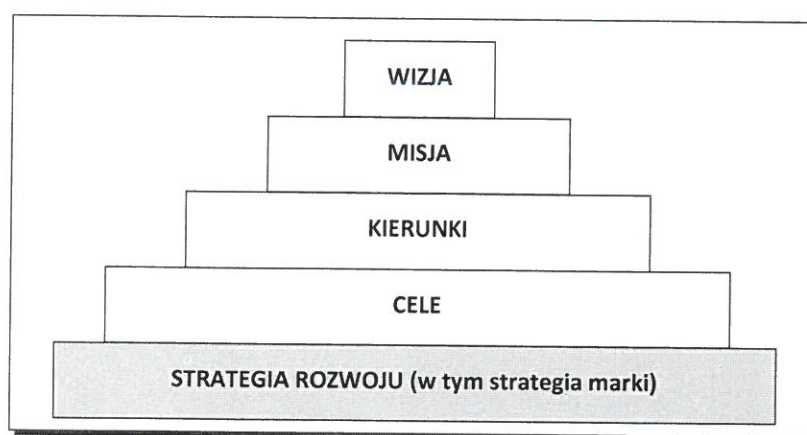 WIZJA
MISJA
KIERUNKI
CELE
STRATEGIA ROZWOJU (w tym strategia marki)